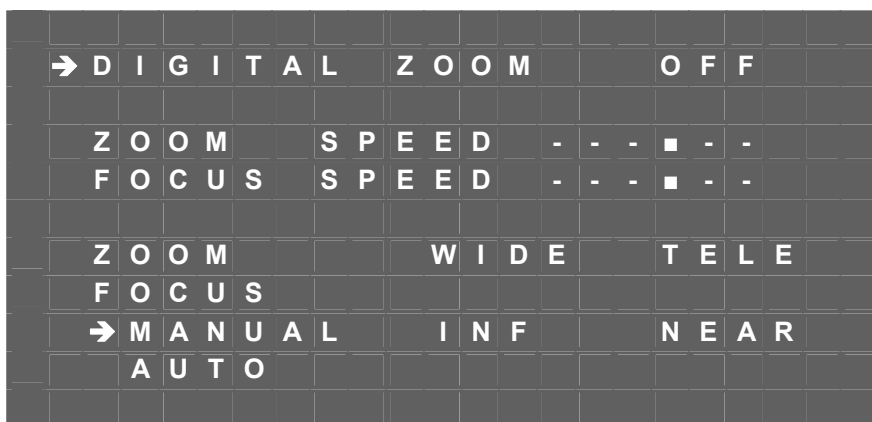 ➔ DIGITAL ZOOM OFF
ZOOM SPEED - - - ■ - -
FOCUS SPEED - - - ■ - -
ZOOM WIDE TELE
FOCUS
➔ MANUAL INF NEAR
AUTO